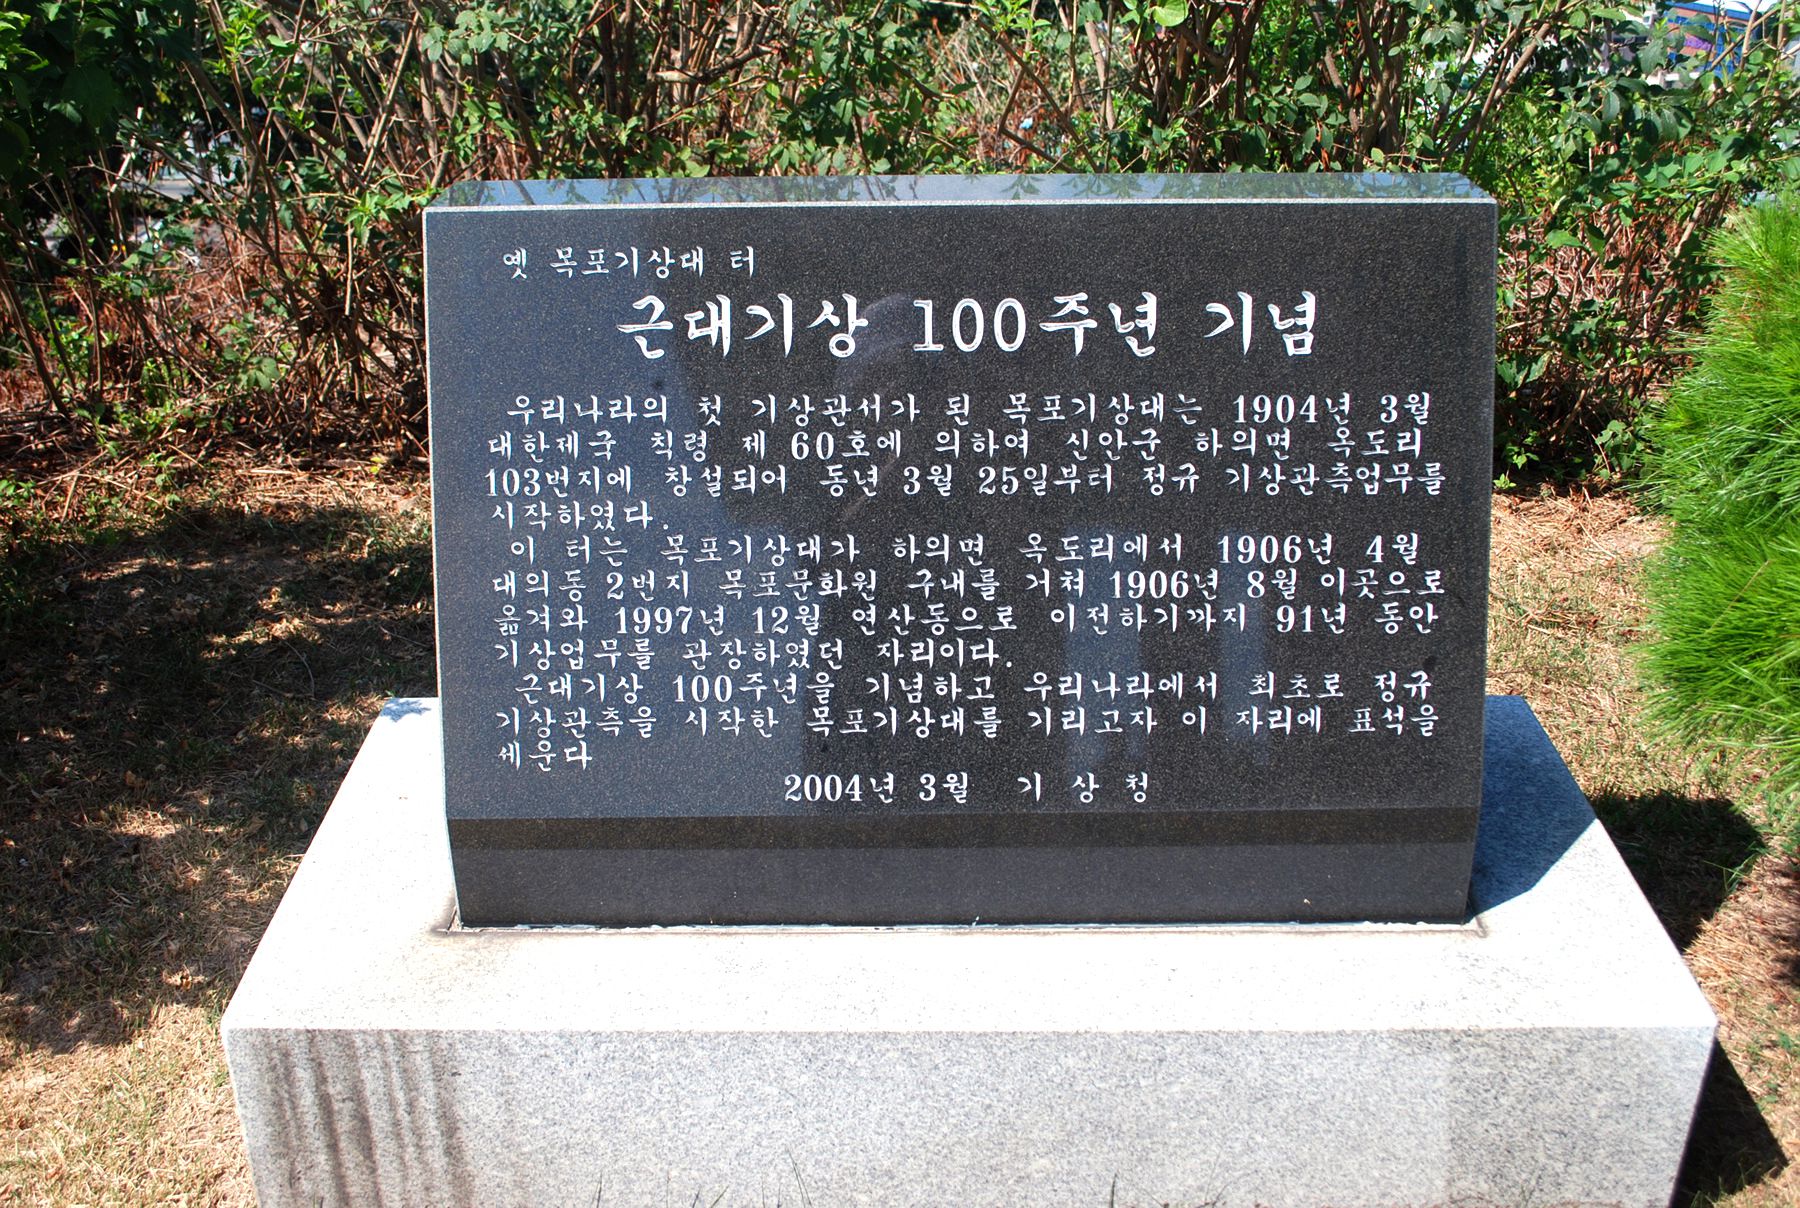 옛 목포기상대 터
근대기상 100주년 기념
우리나라의 첫 기상관서가 된 목포기상대는 1904년 3월
대한제국 칙령 제 60호에 의하여 신안군 하의면 옥도리
103번지에 창설되어 동년 3월 25일부터 정규 기상관측업무를
시작하였다.
이 터는 목포기상대가 하의면 옥도리에서 1906년 4월
대의동 2번지 목포문화원 구내를 거쳐 1906년 8월 이곳으로
옮겨와 1997년 12월 연산동으로 이전하기까지 91년 동안
기상업무를 관장하였던 자리이다.
근대기상 100주년을 기념하고 우리나라에서 최초로 정규
기상관측을 시작한 목포기상대를 기리고자 이 자리에 표석을
세운다
2004년 3월 기 상 청